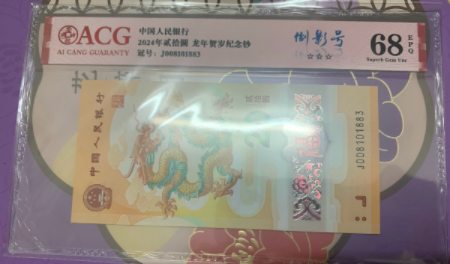 ACG
AI CANG GUARANTY
中国人民银行
2024年贰拾圆 龙年贺岁纪念钞
冠号:J008101883
倒影号
☆☆☆
68
EPQ
Superb Gem Unc
中国人民银行
贰拾圆
20
J008101883